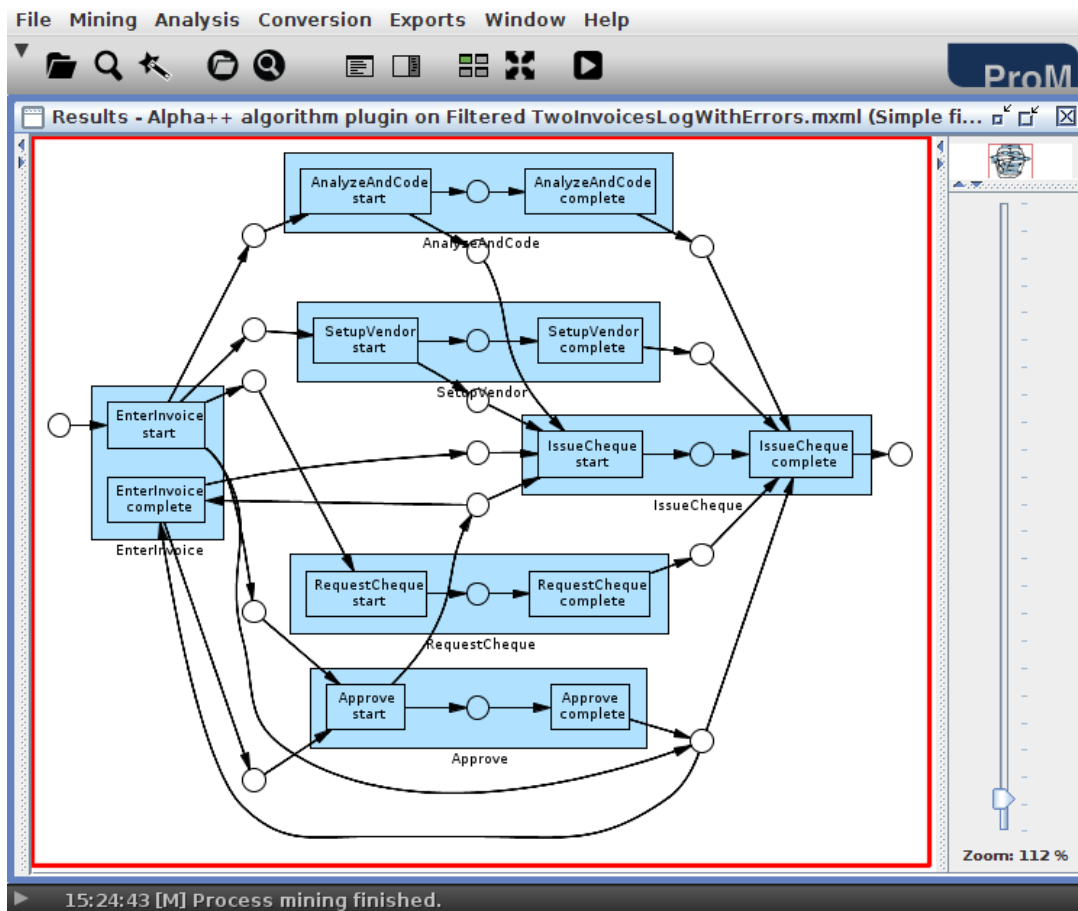 File Mining Analysis Conversion Exports Window Help
ProM
Results - Alpha++ algorithm plugin on Filtered TwoInvoicesLogWithErrors.mxml (Simple fi...
AnalyzeAndCode
start
AnalyzeAndCode
complete
AnalyzeAndCode
SetupVendor
start
SetupVendor
complete
SetupVendor
EnterInvoice
start
EnterInvoice
complete
EnterInvoice
IssueCheque
start
IssueCheque
complete
IssueCheque
RequestCheque
start
RequestCheque
complete
RequestCheque
Approve
start
Approve
complete
Approve
Zoom: 112 %
15:24:43 [M] Process mining finished.